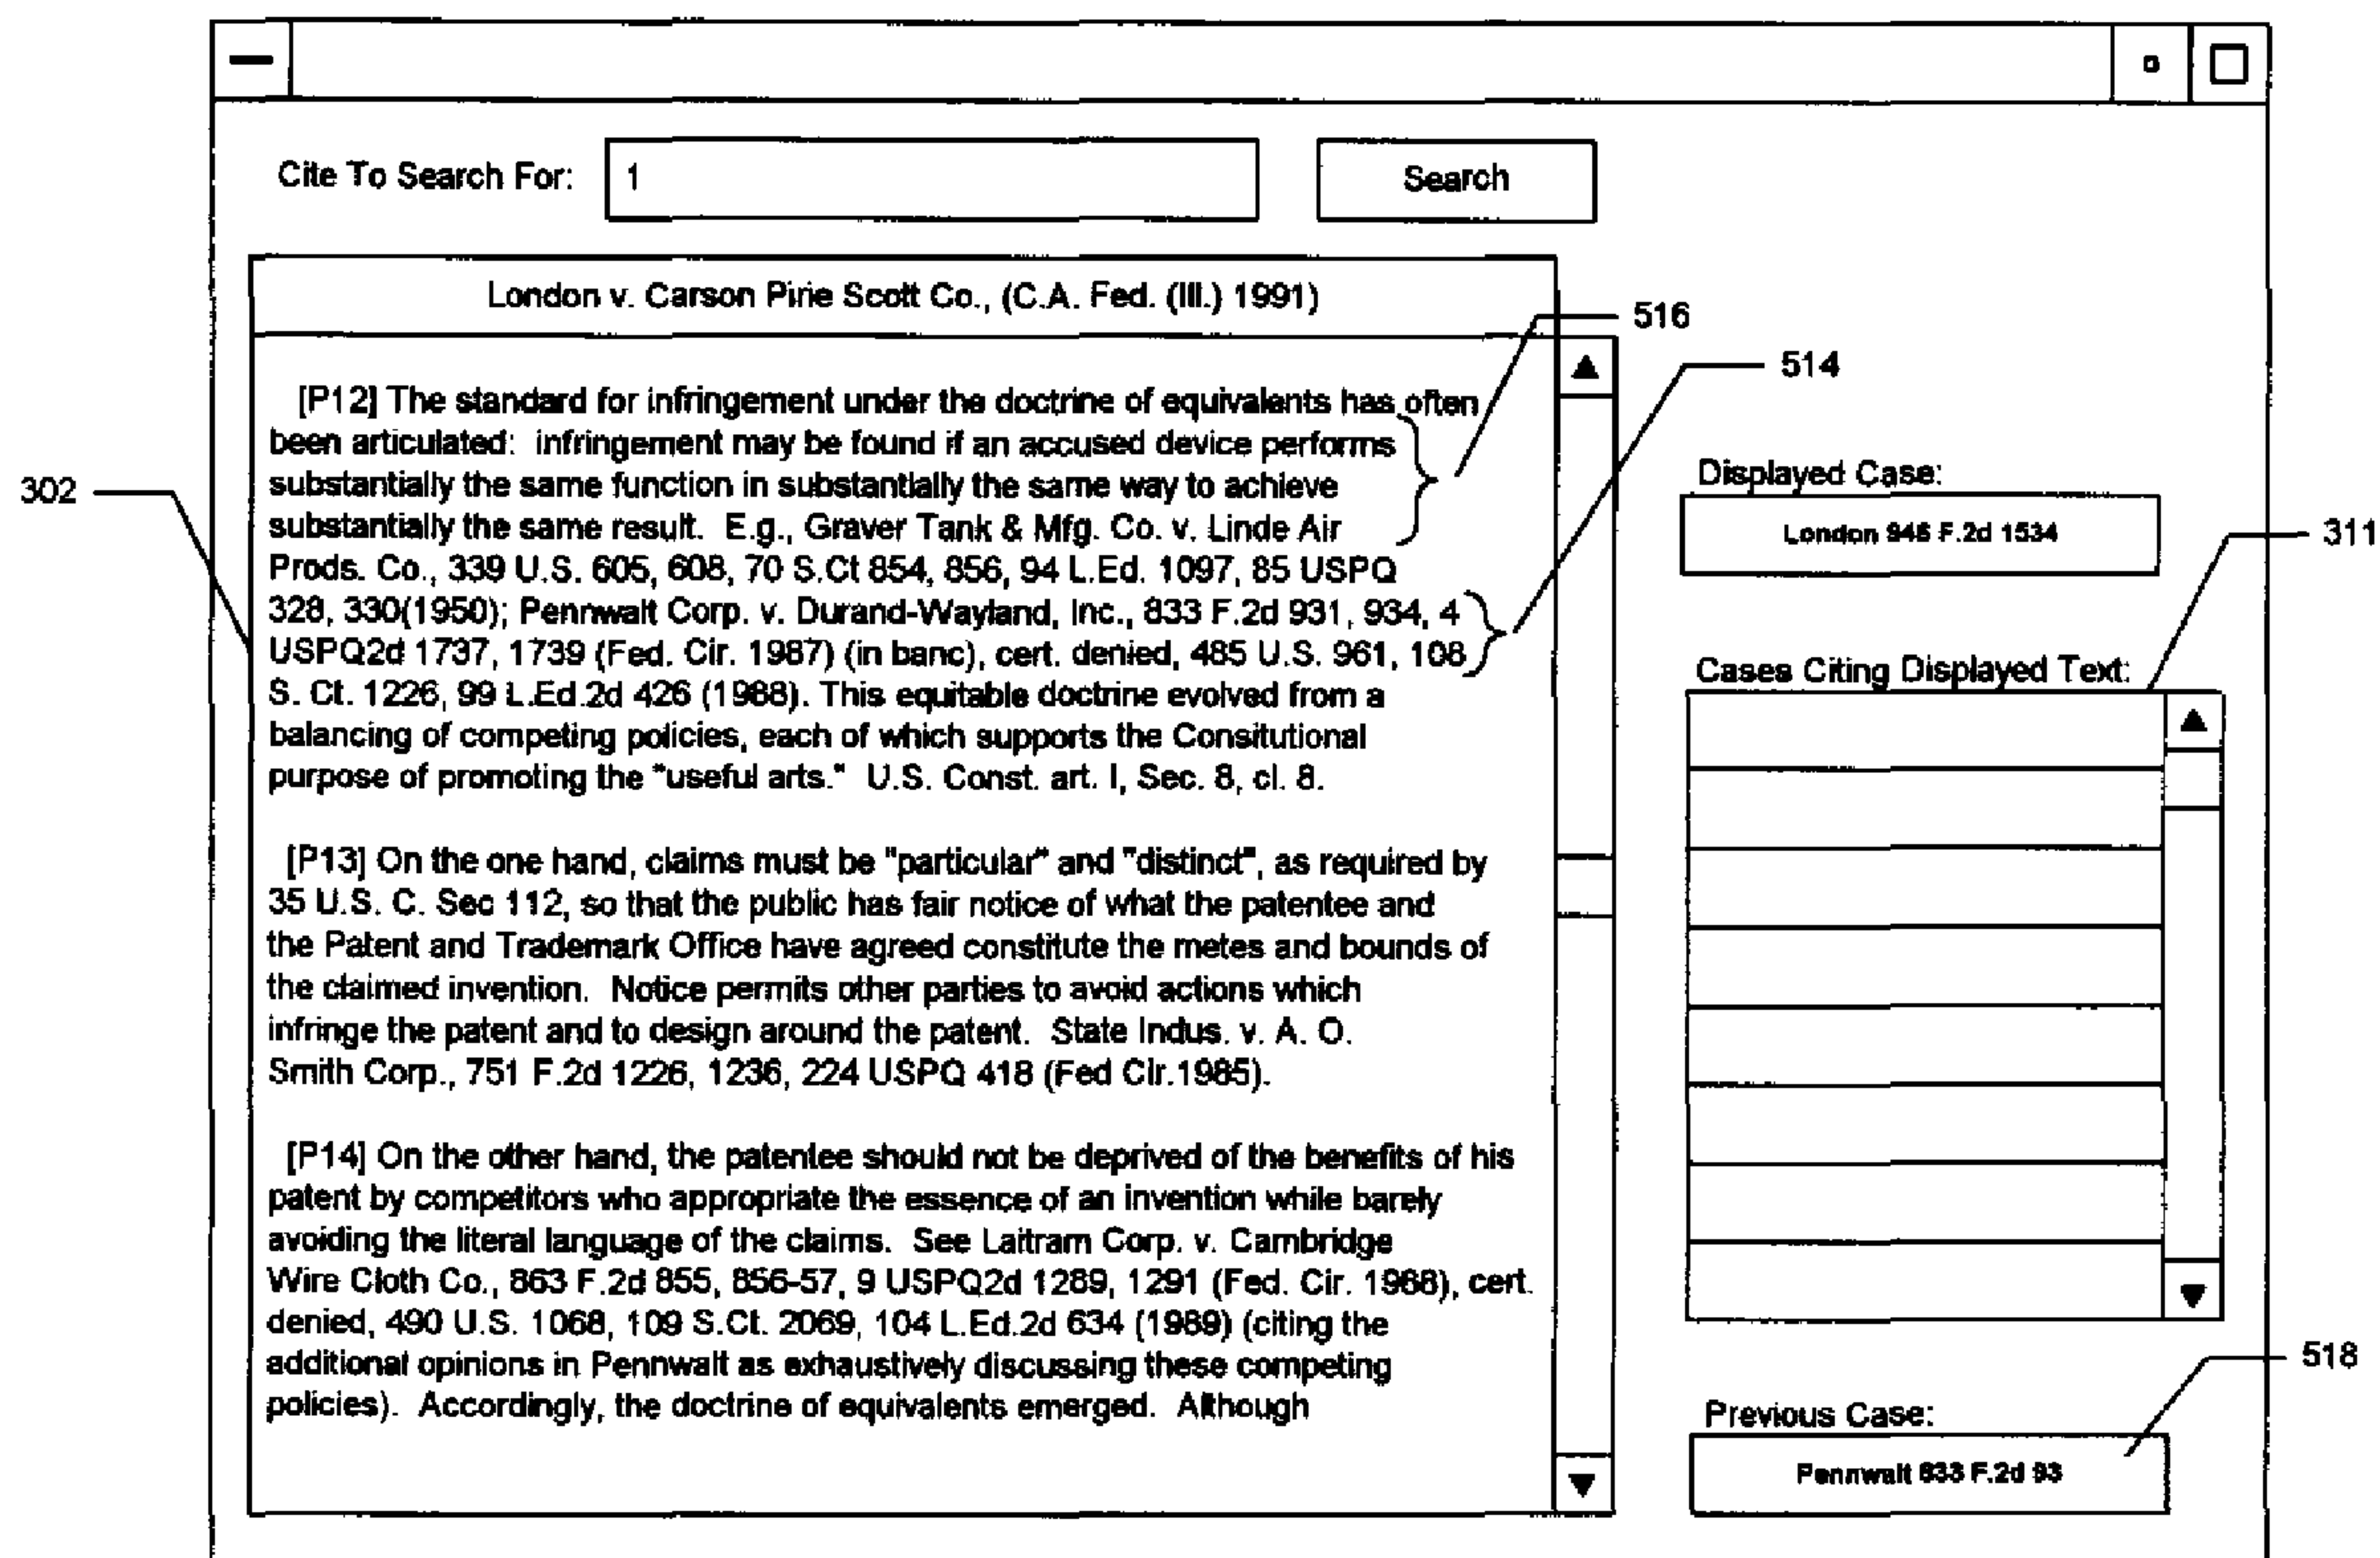 Cite To Search For: 1 Search
London v. Carson Pirie Scott Co., (C.A. Fed. (Ill.) 1991)
516
514
[P12] The standard for infringement under the doctrine of equivalents has often
been articulated: infringement may be found if an accused device performs
substantially the same function in substantially the same way to achieve
substantially the same result. E.g., Graver Tank & Mfg. Co. v. Linde Air
Prods. Co., 339 U.S. 605, 608, 70 S.Ct 854, 856, 94 L.Ed. 1097, 85 USPQ
328, 330(1950); Pennwalt Corp. v. Durand-Wayland, Inc., 833 F.2d 931, 934, 4
USPQ2d 1737, 1739 (Fed. Cir. 1987) (in banc), cert. denied, 485 U.S. 961, 108
S. Ct. 1226, 99 L.Ed.2d 426 (1988). This equitable doctrine evolved from a
balancing of competing policies, each of which supports the Consitutional
purpose of promoting the "useful arts." U.S. Const. art. I, Sec. 8, cl. 8.
[P13] On the one hand, claims must be "particular" and "distinct", as required by
35 U.S. C. Sec 112, so that the public has fair notice of what the patentee and
the Patent and Trademark Office have agreed constitute the metes and bounds of
the claimed invention. Notice permits other parties to avoid actions which
infringe the patent and to design around the patent. State Indus. v. A. O.
Smith Corp., 751 F.2d 1226, 1236, 224 USPQ 418 (Fed Cir.1985).
[P14] On the other hand, the patentee should not be deprived of the benefits of his
patent by competitors who appropriate the essence of an invention while barely
avoiding the literal language of the claims. See Laitram Corp. v. Cambridge
Wire Cloth Co., 863 F.2d 855, 856-57, 9 USPQ2d 1289, 1291 (Fed. Cir. 1988), cert.
denied, 490 U.S. 1068, 109 S.Ct. 2069, 104 L.Ed.2d 634 (1989) (citing the
additional opinions in Pennwalt as exhaustively discussing these competing
policies). Accordingly, the doctrine of equivalents emerged. Although
302
Displayed Case:
London 946 F.2d 1534
311
Cases Citing Displayed Text:
518
Previous Case:
Pennwalt 833 F.2d 93